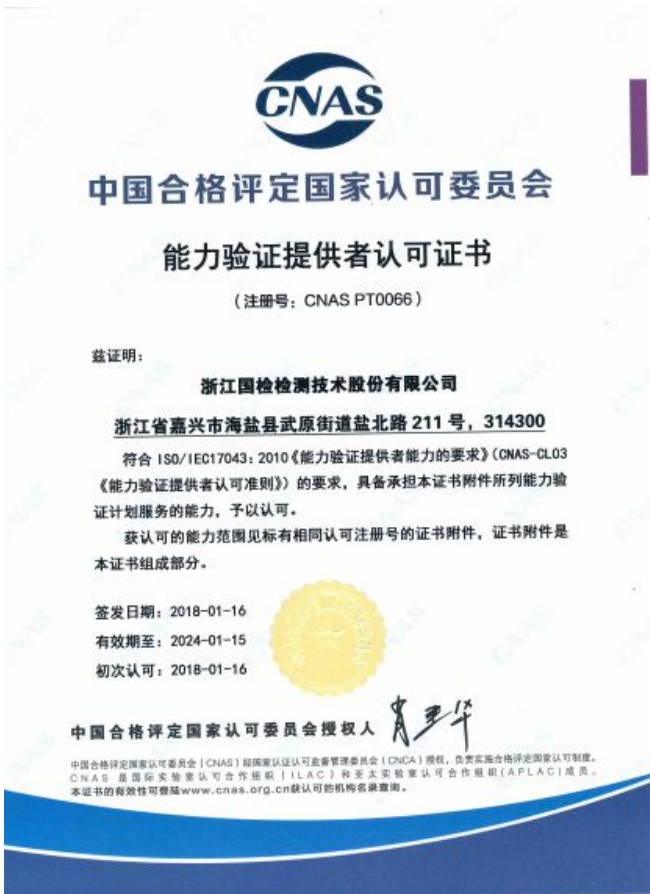 CNAS
中国合格评定国家认可委员会
能力验证提供者认可证书
（注册号：CNAS PT0066）
兹证明：
浙江国检检测技术股份有限公司
浙江省嘉兴市海盐县武原街道盐北路 211 号，314300
符合 ISO/IEC17043：2010《能力验证提供者能力的要求》（CNAS-CL03
《能力验证提供者认可准则》）的要求，具备承担本证书附件所列能力验
证计划服务的能力，予以认可。
获认可的能力范围见标有相同认可注册号的证书附件，证书附件是
本证书组成部分。
签发日期：2018-01-16
有效期至：2024-01-15
初次认可：2018-01-16
中国合格评定国家认可委员会授权人
中国合格评定国家认可委员会（CNAS）经国家认证认可监督管理委员会（CNCA）授权，负责实施合格评定国家认可制度。
CNAS 是国际实验室认可合作组织（ILAC）和亚太实验室认可合作组织(APLAC)成员。
本证书的有效性可登陆www.cnas.org.cn获认可的机构名录查询。